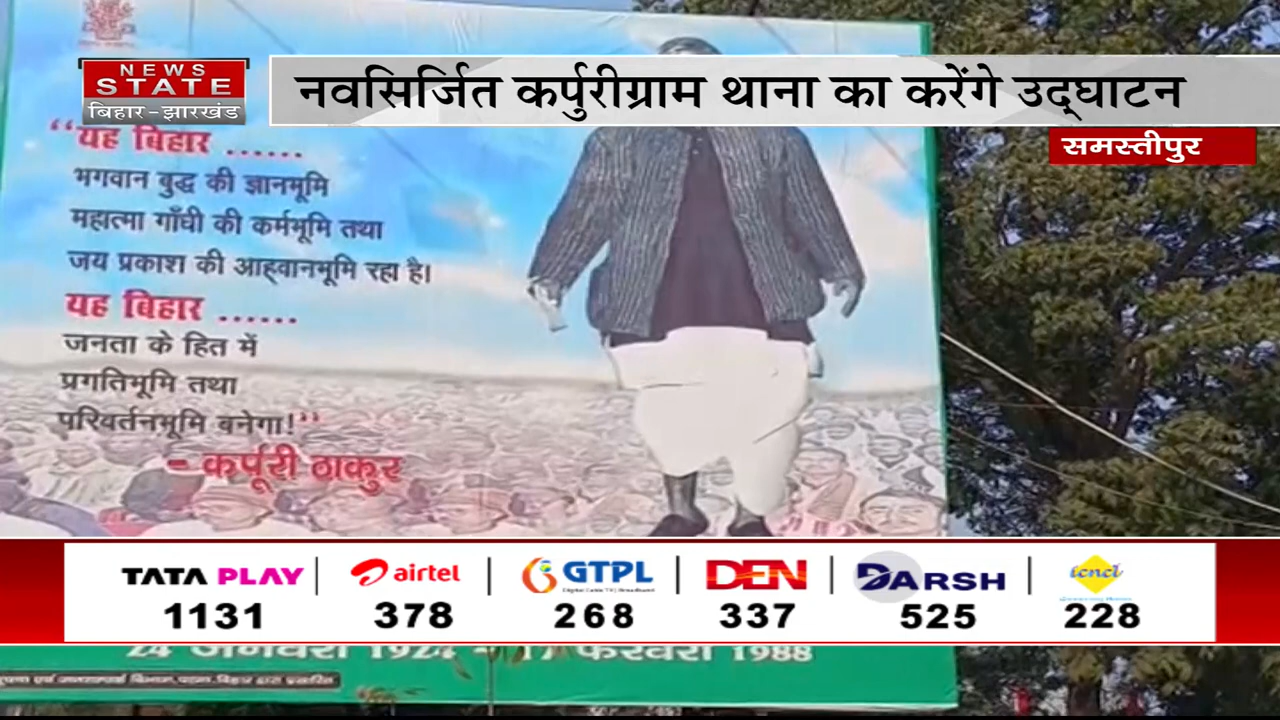 NEWS
STATE
बिहार-झारखंड
नवसिर्जित कर्पुरीग्राम थाना का करेंगे उद्घाटन
समस्तीपुर
“यह बिहार ......
भगवान बुद्ध की ज्ञानभूमि
महात्मा गाँधी की कर्मभूमि तथा
जय प्रकाश की आह्वानभूमि रहा है।
यह बिहार ......
जनता के हित में
प्रगतिभूमि तथा
परिवर्तनभूमि बनेगा!”
- कर्पूरी ठाकुर
TATA PLAY airtel GTPL DEN DARSH icncl
1131 378 268 337 525 228
24 जनवरी 1924 - 17 फरवरी 1988